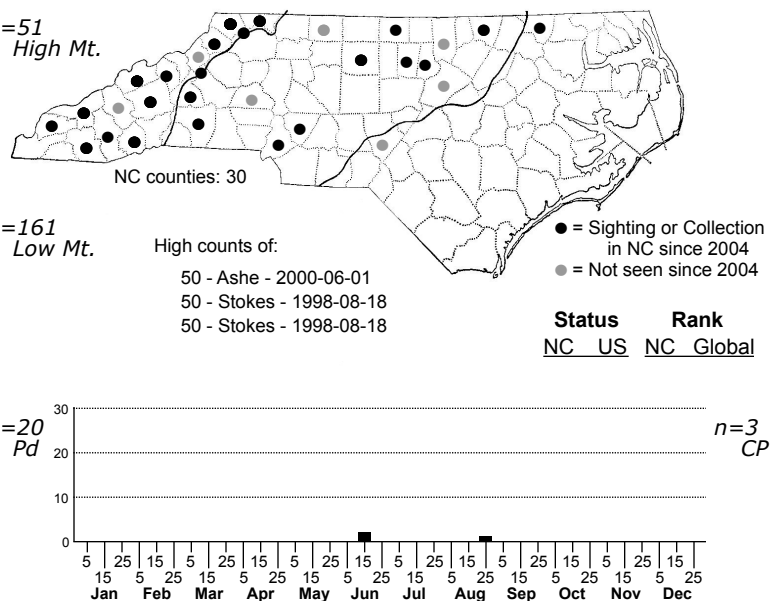 =51
High Mt.
NC counties: 30
=161
Low Mt.
High counts of:
50 - Ashe - 2000-06-01
50 - Stokes - 1998-08-18
50 - Stokes - 1998-08-18
= Sighting or Collection
in NC since 2004
= Not seen since 2004
Status Rank
NC US NC Global
=20
Pd
n=3
CP
30
20
10
0
5 25 15 5 25 15 5 25 15 5 25 15 5 25 15 5 25 15
15 5 25 15 5 25 15 5 25 15 5 25 15 5 25 15 5 25
Jan Feb Mar Apr May Jun Jul Aug Sep Oct Nov Dec